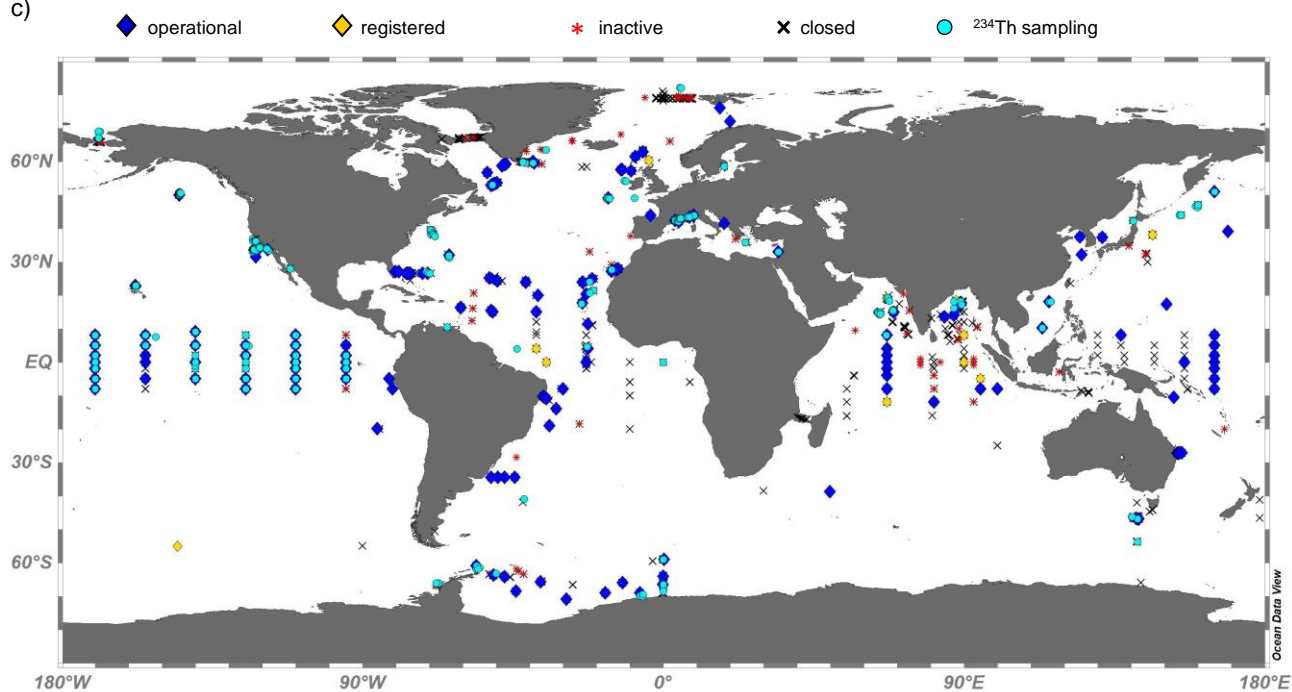 c)
operational registered inactive closed ²³⁴Th sampling
60°N
30°N
EQ
30°S
60°S
180°W 90°W 0° 90°E 180°E
Ocean Data View